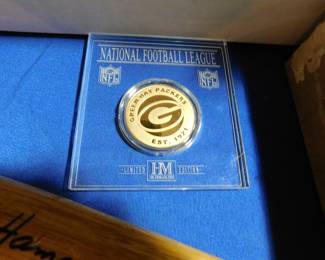 NATIONAL FOOTBALL LEAGUE
NFL
NFL
GREEN BAY PACKERS
G
EST. 1921
LIMITED
HM
EDITION